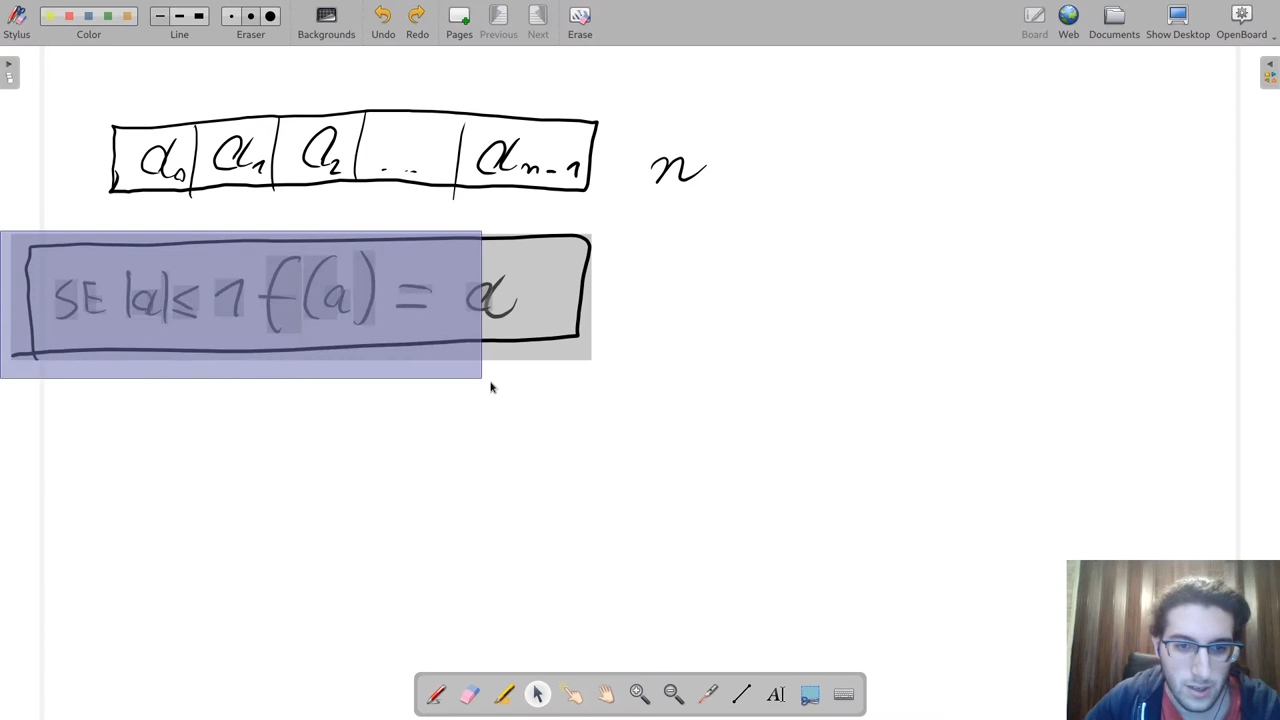 Stylus Color Line Eraser Backgrounds Undo Redo Pages Previous Next Erase Board Web Documents Show Desktop OpenBoard
a₀ a₁ a₂ ... aₙ₋₁ n
SE |a| ≤ 1 f(a) = a
AI